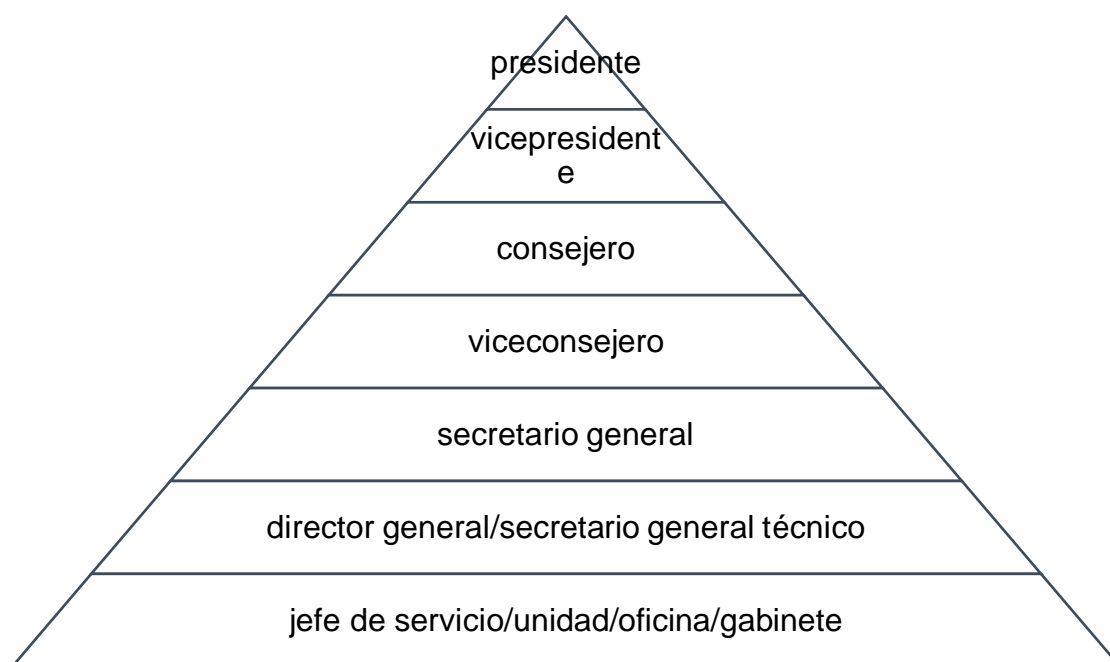 presidente
vicepresident
e
consejero
viceconsejero
secretario general
director general/secretario general técnico
jefe de servicio/unidad/oficina/gabinete